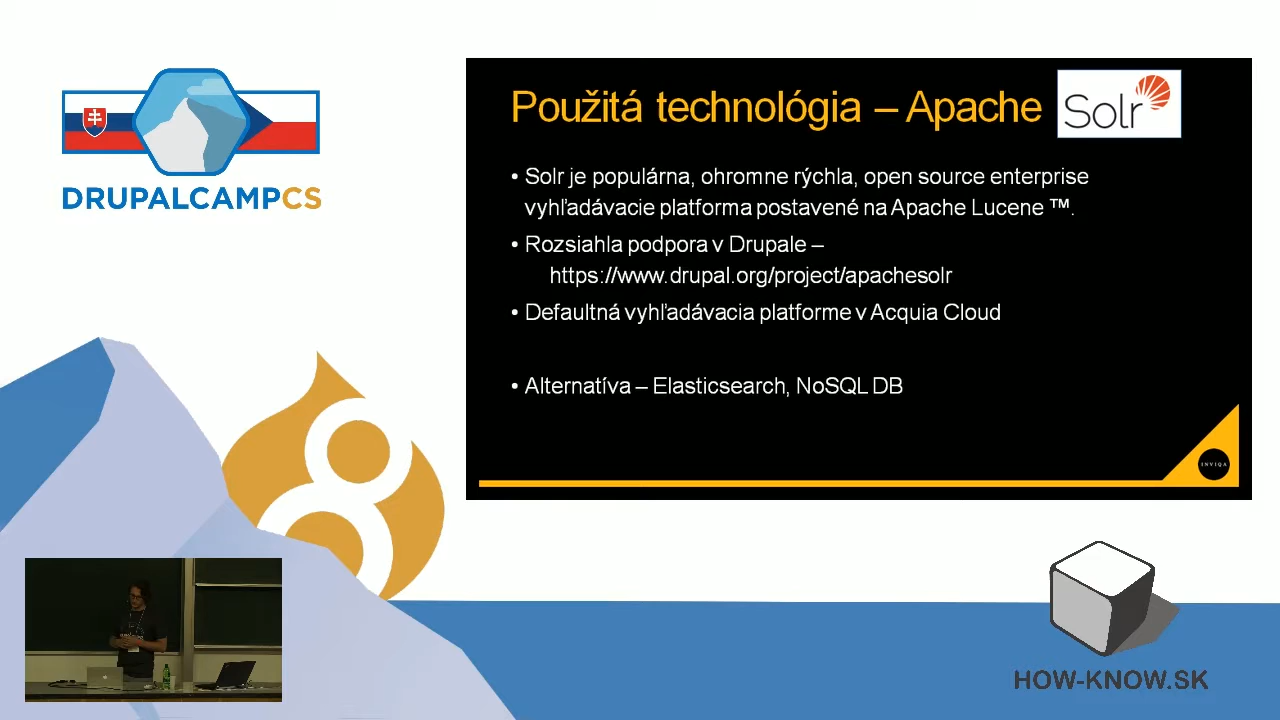 DRUPALCAMPCS
Použitá technológia – Apache Solr
• Solr je populárna, ohromne rýchla, open source enterprise
vyhľadávacie platforma postavené na Apache Lucene ™.
• Rozsiahla podpora v Drupale –
https://www.drupal.org/project/apachesolr
• Defaultná vyhľadávacia platforme v Acquia Cloud
• Alternatíva – Elasticsearch, NoSQL DB
INVIQA
HOW-KNOW.SK